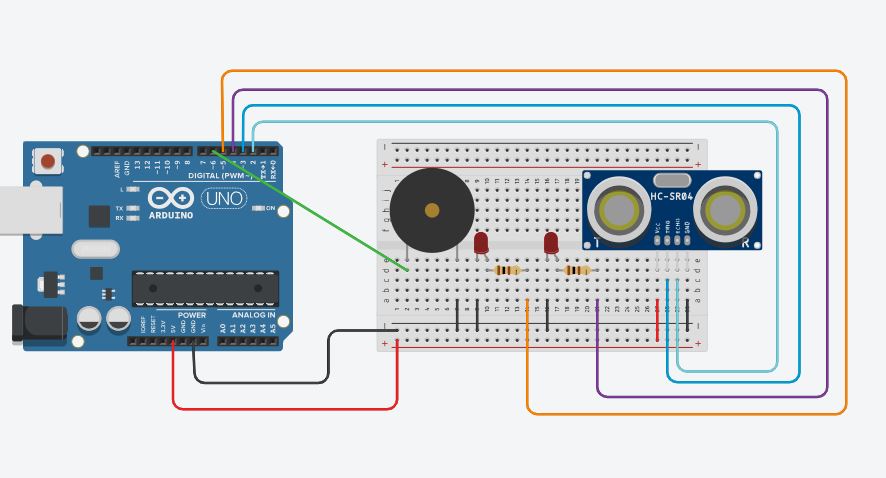 AREF
GND
13
12
~11
~10
~9
8
7
~6
~5
~3
2
TX→1
RX←0
DIGITAL (PWM ~)
L
TX
RX
ARDUINO
UNO
ON
POWER
ANALOG IN
IOREF
RESET
3.3V
5V
GND
GND
Vin
A0
A1
A2
A3
A4
A5
HC-SR04
VCC
TRIG
ECHO
GND
T
R
j
i
h
g
f
e
d
c
b
a